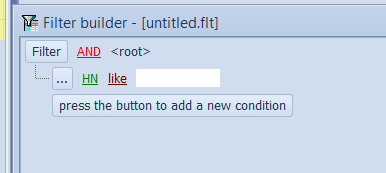 Filter builder - [untitled.flt]
Filter AND <root>
... HN like
press the button to add a new condition